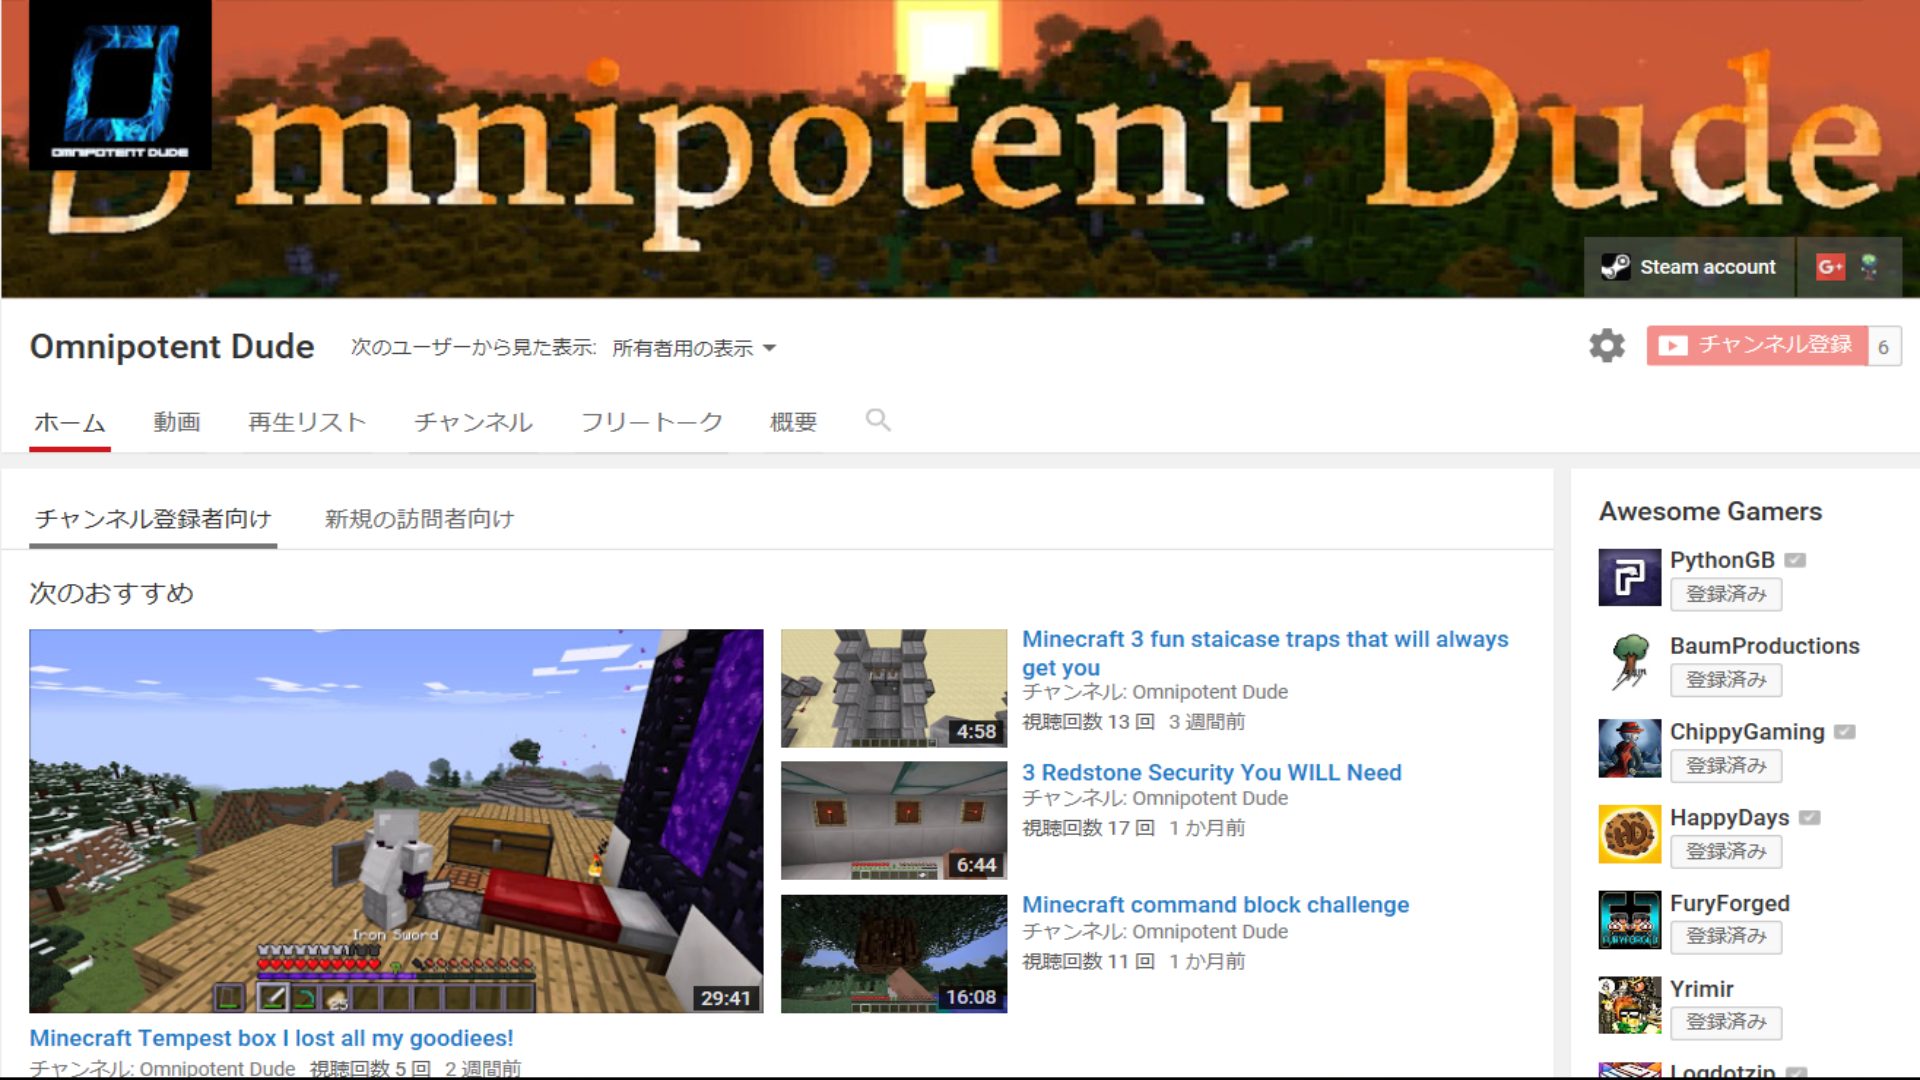 OMNIPOTENT DUDE
Omnipotent Dude
Steam account
G+
Omnipotent Dude
次のユーザーから見た表示: 所有者用の表示
チャンネル登録 6
ホーム 動画 再生リスト チャンネル フリートーク 概要
チャンネル登録者向け 新規の訪問者向け
次のおすすめ
Iron Sword
25
29:41
Minecraft Tempest box I lost all my goodiees!
チャンネル: Omnipotent Dude 視聴回数 5 回 2 週間前
4:58
Minecraft 3 fun staicase traps that will always
get you
チャンネル: Omnipotent Dude
視聴回数 13 回 3 週間前
6:44
3 Redstone Security You WILL Need
チャンネル: Omnipotent Dude
視聴回数 17 回 1 か月前
16:08
Minecraft command block challenge
チャンネル: Omnipotent Dude
視聴回数 11 回 1 か月前
Awesome Gamers
PythonGB
登録済み
BAUM
BaumProductions
登録済み
ChippyGaming
登録済み
HD
HappyDays
登録済み
FURYFORGED
FuryForged
登録済み
Yrimir
登録済み
Logdotzip